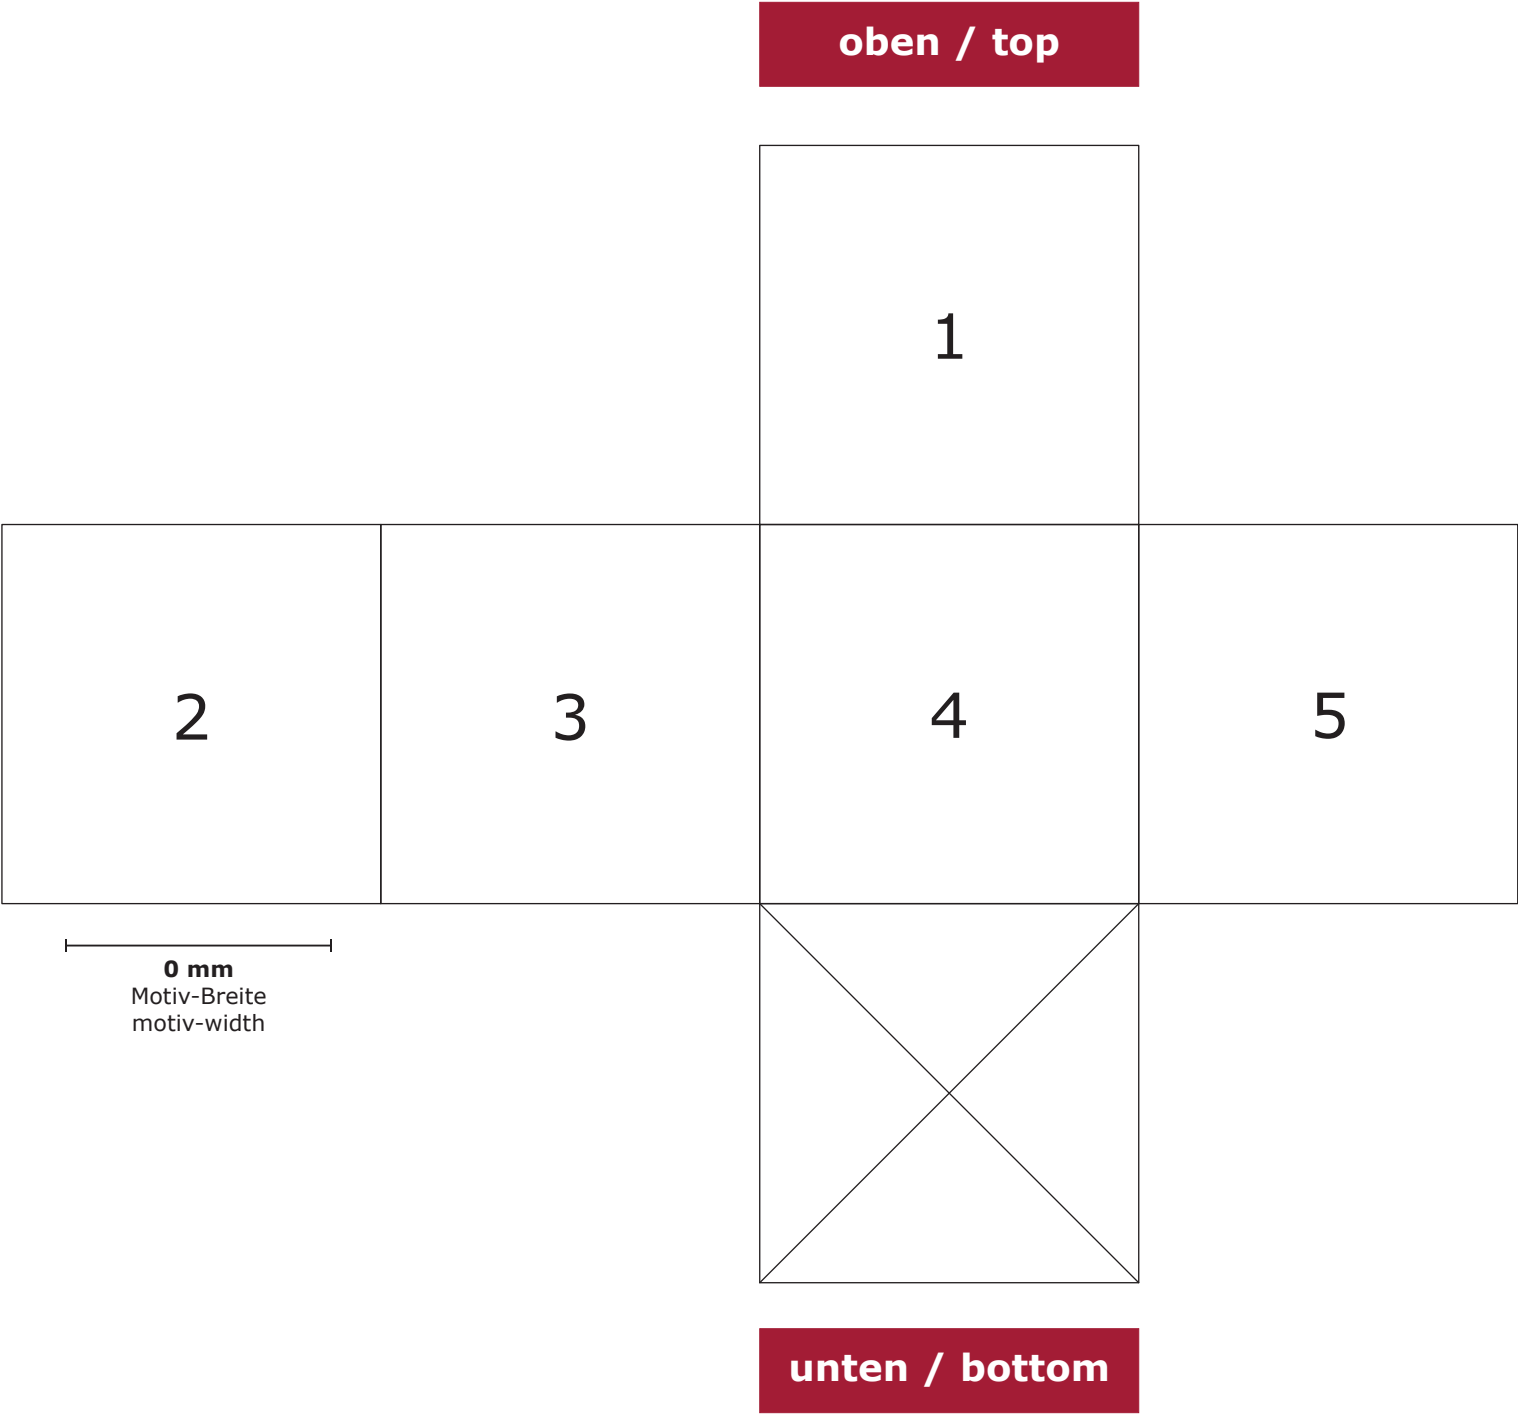 oben / top
1
2
3
4
5
0 mm
Motiv-Breite
motiv-width
unten / bottom